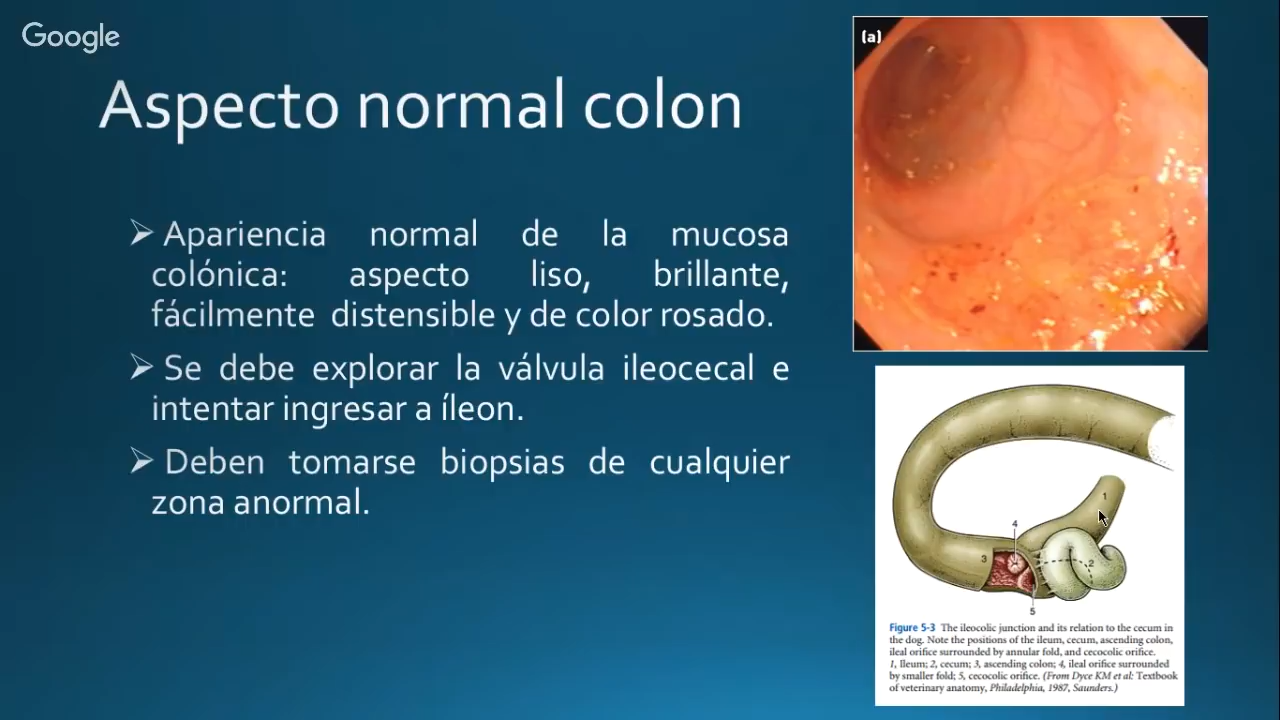 Google
Aspecto normal colon
➢ Apariencia normal de la mucosa
colónica: aspecto liso, brillante,
fácilmente distensible y de color rosado.
➢ Se debe explorar la válvula ileocecal e
intentar ingresar a íleon.
➢ Deben tomarse biopsias de cualquier
zona anormal.
(a)
1
4
3
2
5
Figure 5-3 The ileocolic junction and its relation to the cecum in
the dog. Note the positions of the ileum, cecum, ascending colon,
ileal orifice surrounded by annular fold, and cecocolic orifice.
1, Ileum; 2, cecum; 3, ascending colon; 4, ileal orifice surrounded
by smaller fold; 5, cecocolic orifice. (From Dyce KM et al: Textbook
of veterinary anatomy, Philadelphia, 1987, Saunders.)